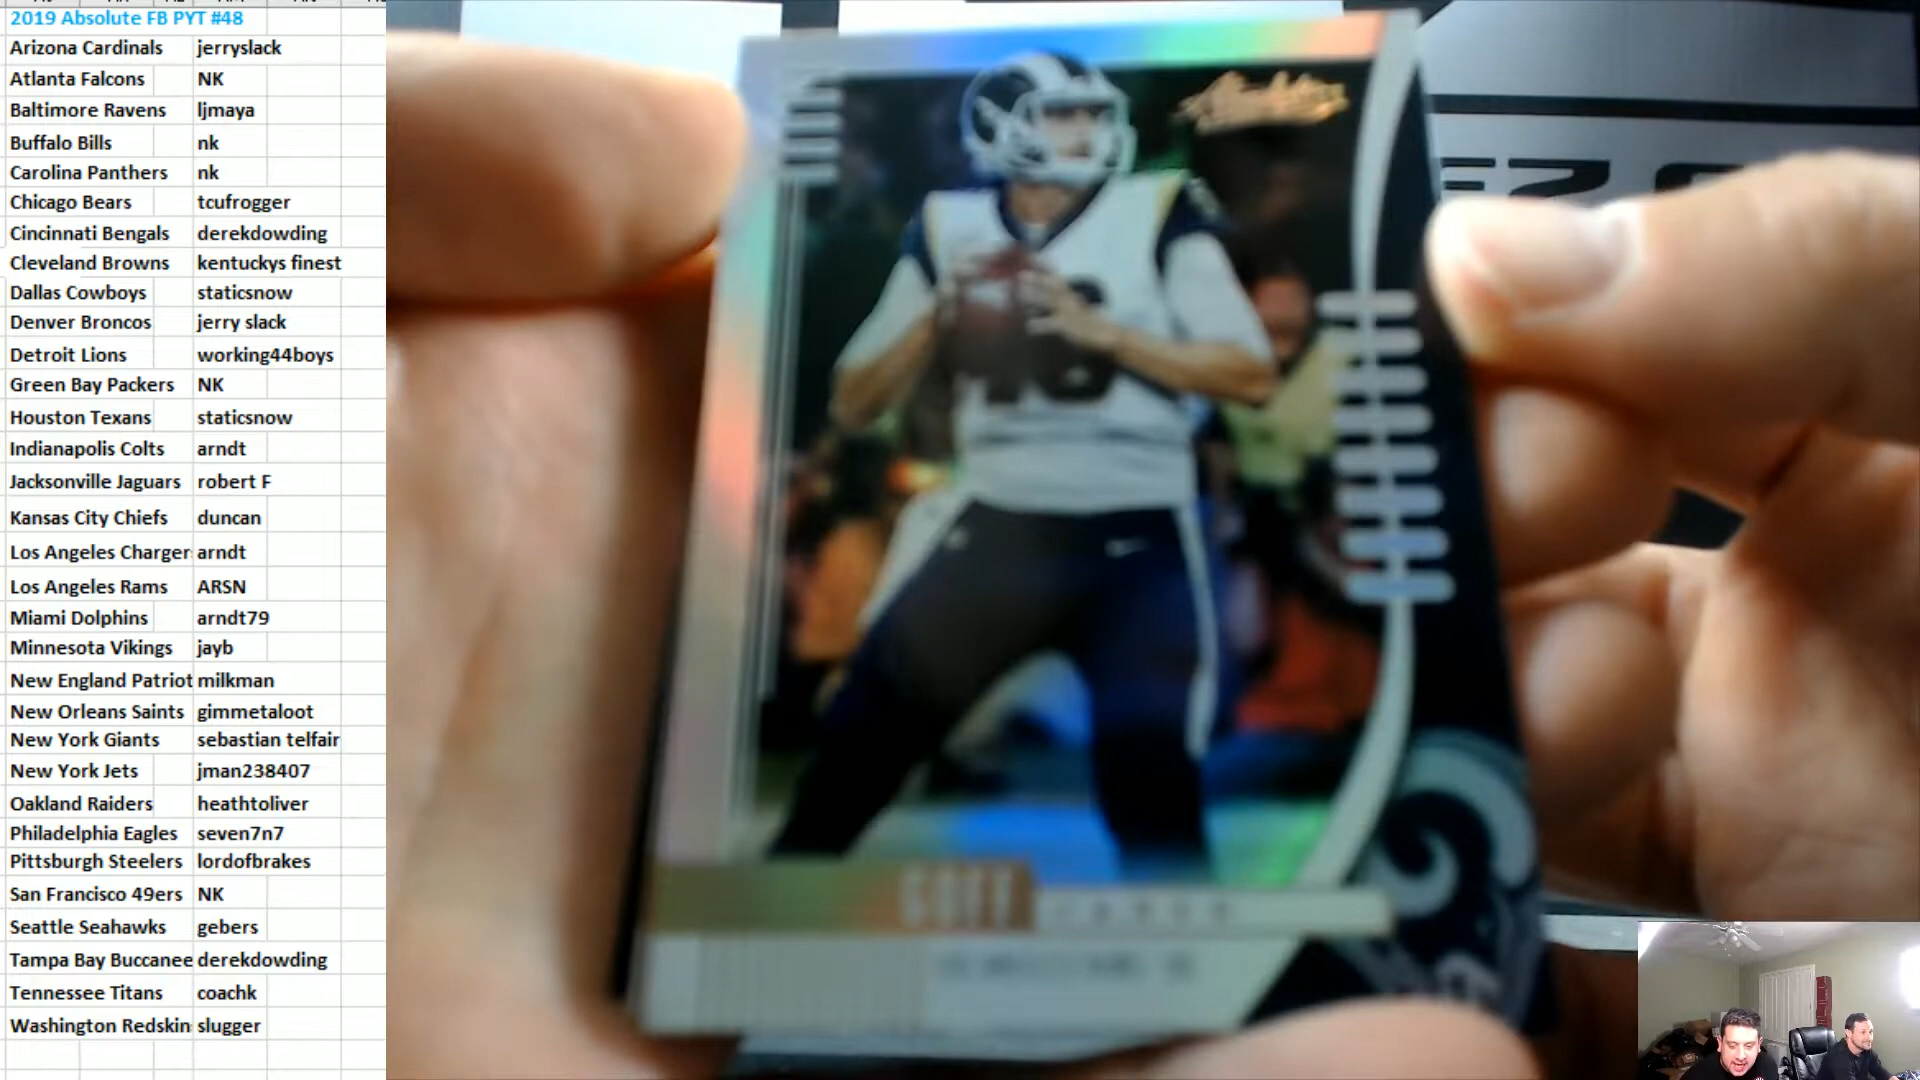 2019 Absolute FB PYT #48
Arizona Cardinals jerryslack
Atlanta Falcons NK
Baltimore Ravens ljmaya
Buffalo Bills nk
Carolina Panthers nk
Chicago Bears tcufrogger
Cincinnati Bengals derekdowding
Cleveland Browns kentuckys finest
Dallas Cowboys staticsnow
Denver Broncos jerry slack
Detroit Lions working44boys
Green Bay Packers NK
Houston Texans staticsnow
Indianapolis Colts arndt
Jacksonville Jaguars robert F
Kansas City Chiefs duncan
Los Angeles Charger arndt
Los Angeles Rams ARSN
Miami Dolphins arndt79
Minnesota Vikings jayb
New England Patriot milkman
New Orleans Saints gimmetaloot
New York Giants sebastian telfair
New York Jets jman238407
Oakland Raiders heathtoliver
Philadelphia Eagles seven7n7
Pittsburgh Steelers lordofbrakes
San Francisco 49ers NK
Seattle Seahawks gebers
Tampa Bay Buccanee derekdowding
Tennessee Titans coachk
Washington Redskin slugger
Absolute
16
GOFF JARED